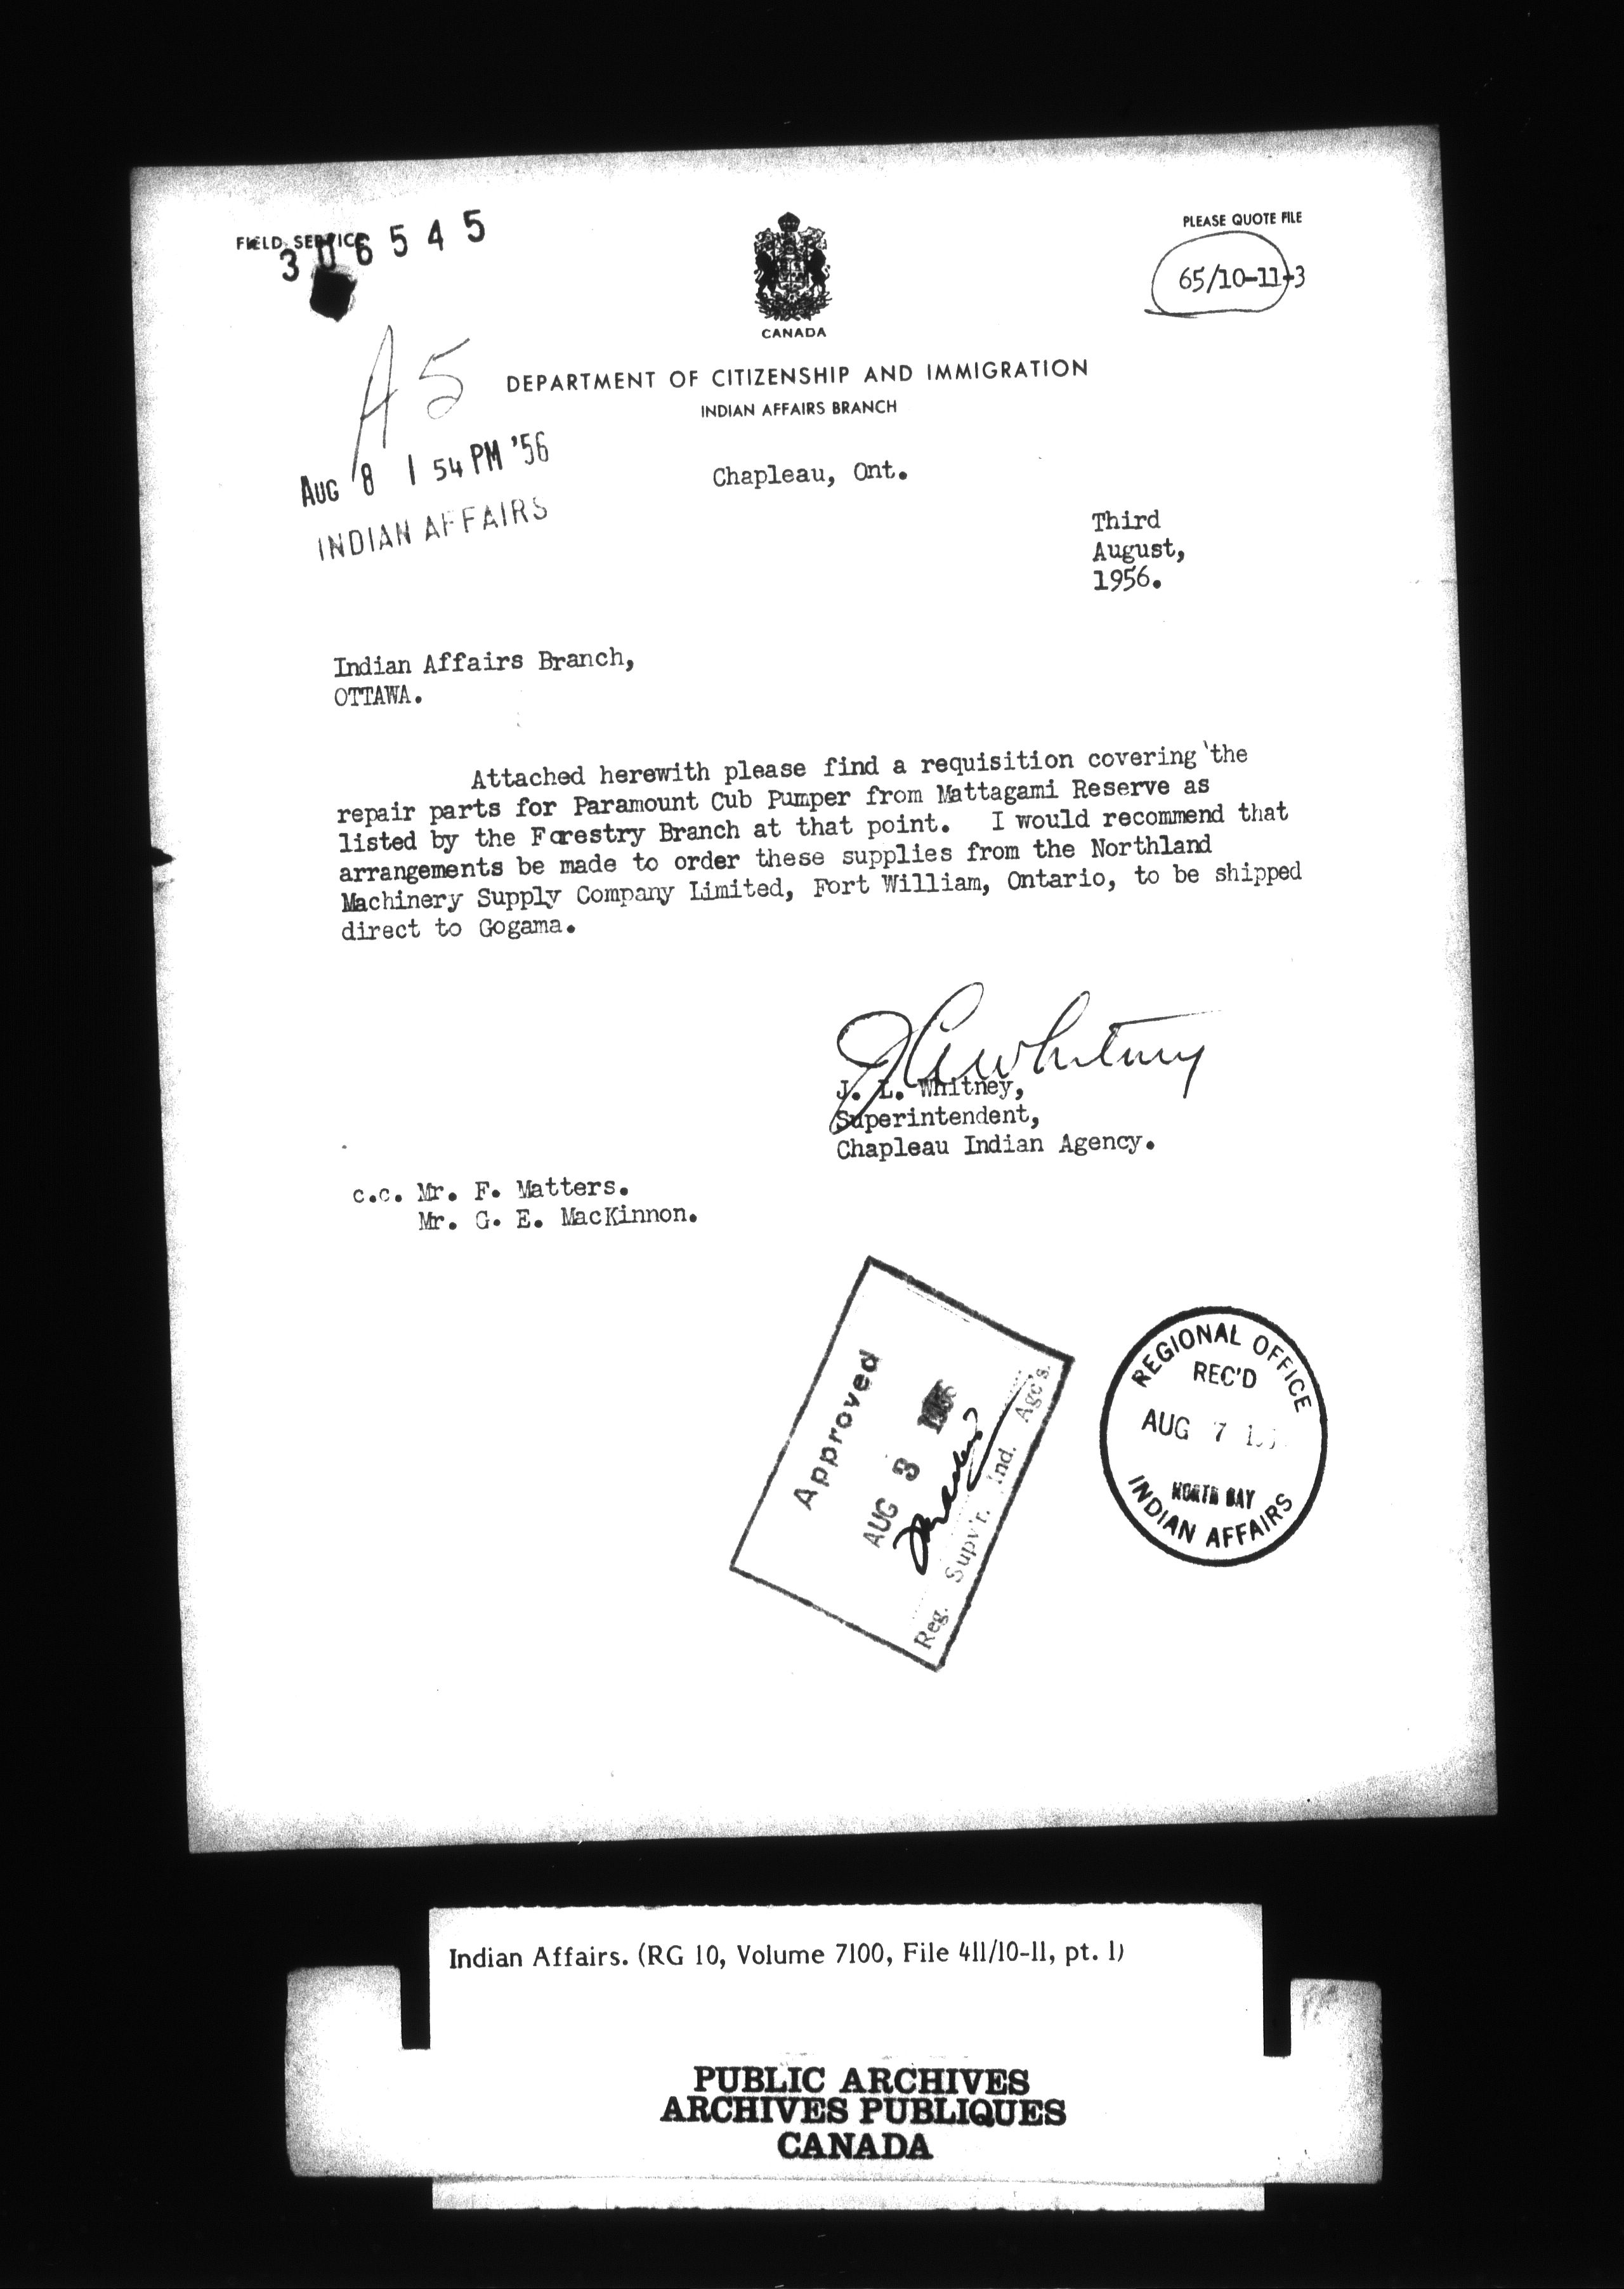 FIELD SERVICE
306545
PLEASE QUOTE FILE
65/10-11-3
CANADA
A5
DEPARTMENT OF CITIZENSHIP AND IMMIGRATION
INDIAN AFFAIRS BRANCH
AUG 8 1 54 PM '56
INDIAN AFFAIRS
Chapleau, Ont.
Third
August,
1956.
Indian Affairs Branch,
OTTAWA.
Attached herewith please find a requisition covering the
repair parts for Paramount Cub Pumper from Mattagami Reserve as
listed by the Forestry Branch at that point. I would recommend that
arrangements be made to order these supplies from the Northland
Machinery Supply Company Limited, Fort William, Ontario, to be shipped
direct to Gogama.
J. L. Whitney,
Superintendent,
Chapleau Indian Agency.
c.c. Mr. F. Matters.
Mr. G. E. MacKinnon.
Approved
AUG 3
Reg. Supv'r. Ind. Agc's.
REGIONAL OFFICE
REC'D
AUG 7
NORTH BAY
INDIAN AFFAIRS
Indian Affairs. (RG 10, Volume 7100, File 411/10-11, pt. 1)
PUBLIC ARCHIVES
ARCHIVES PUBLIQUES
CANADA